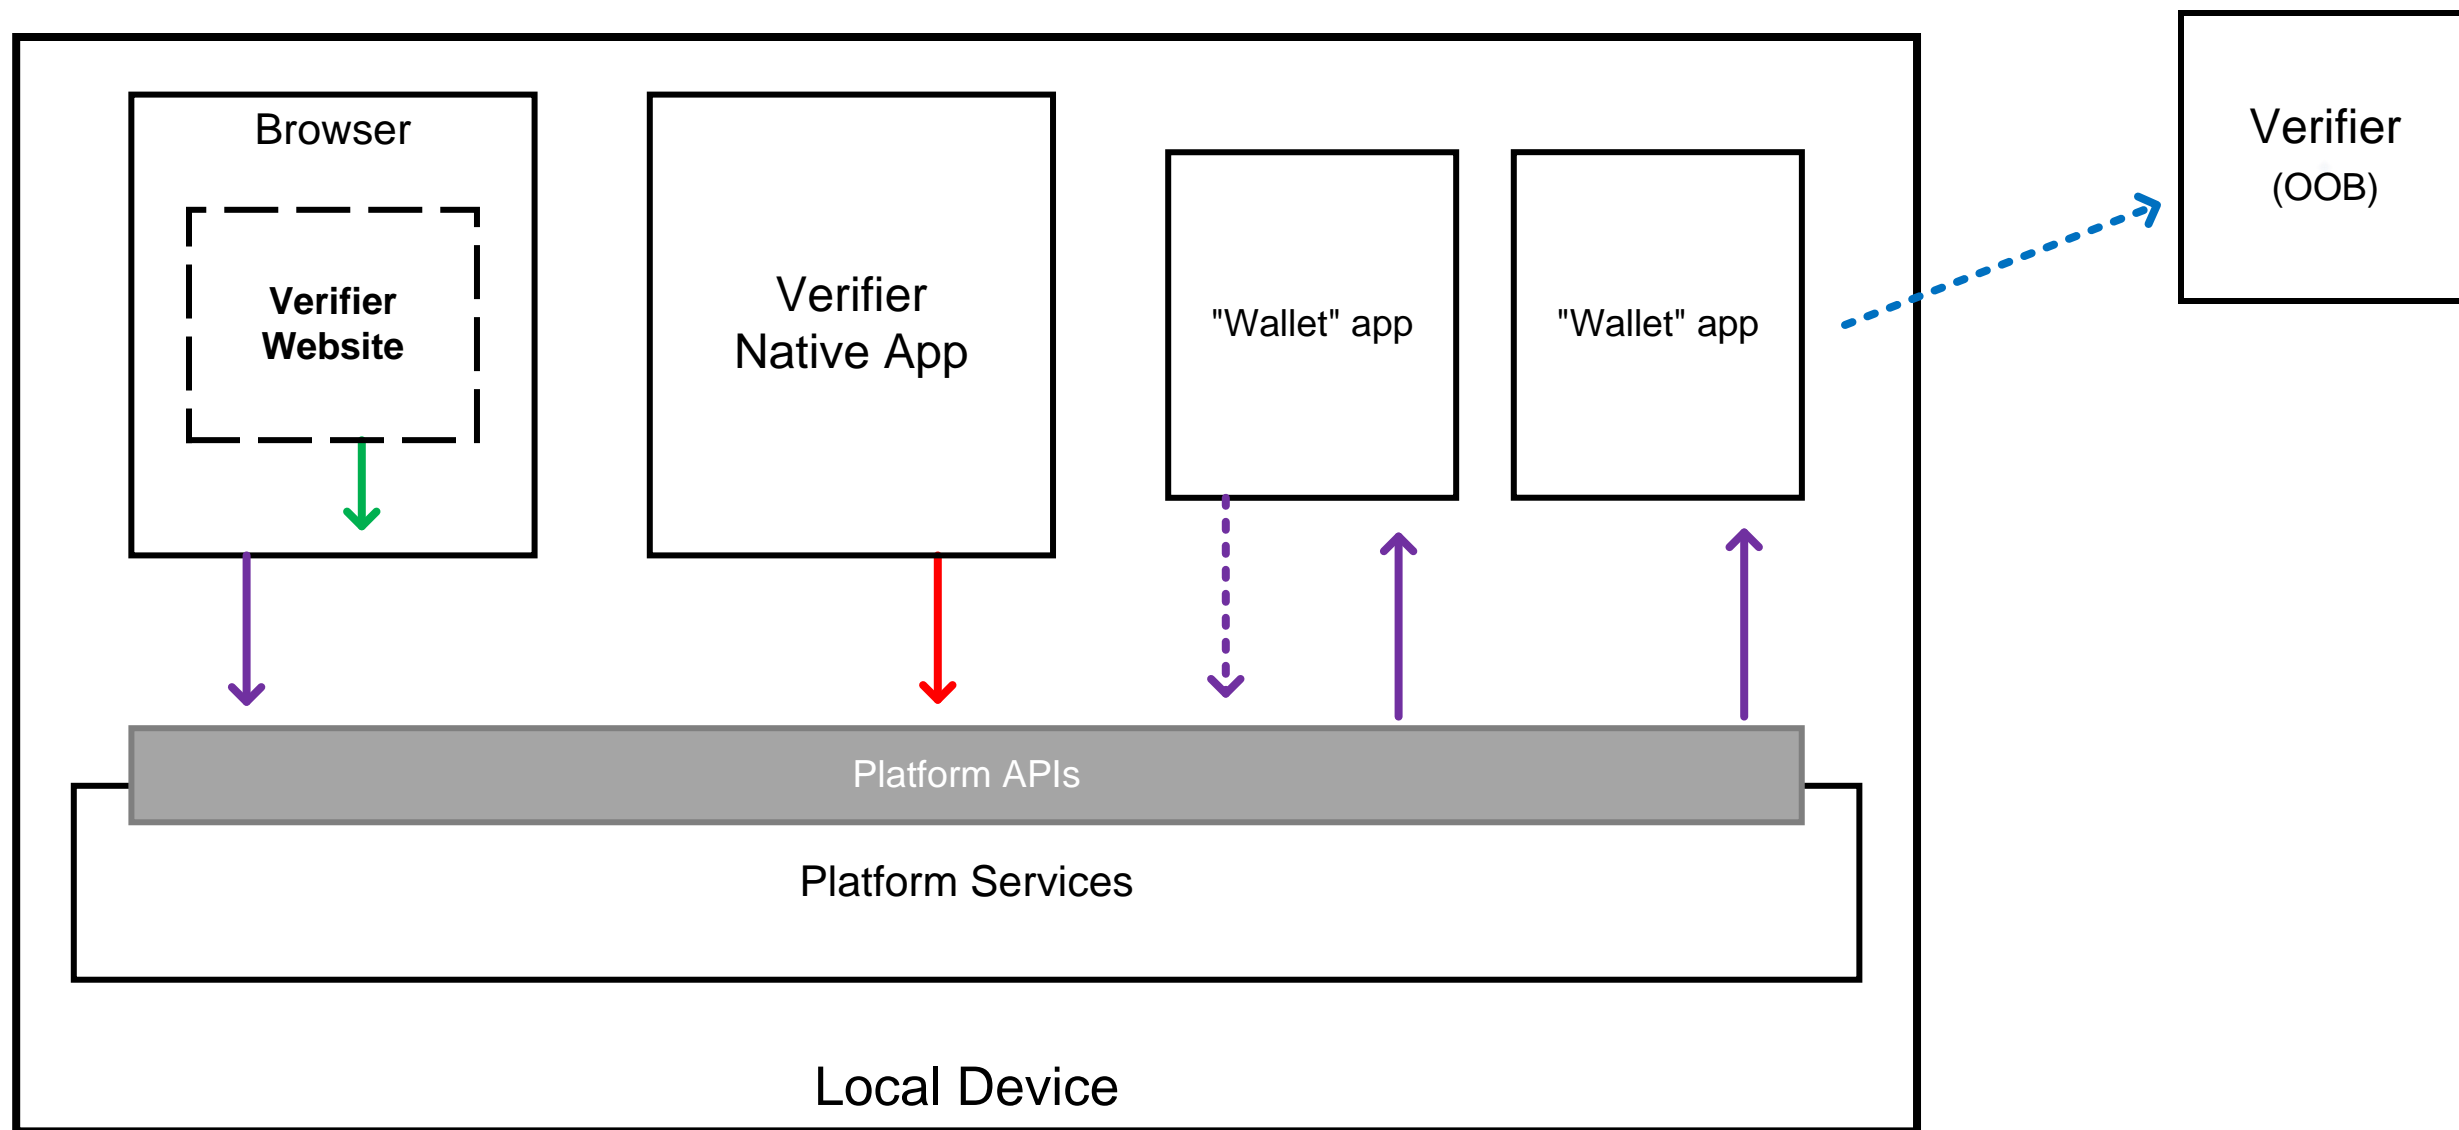 Browser
Verifier
Website
Verifier
Native App
"Wallet" app
"Wallet" app
Verifier
(OOB)
Platform APIs
Platform Services
Local Device